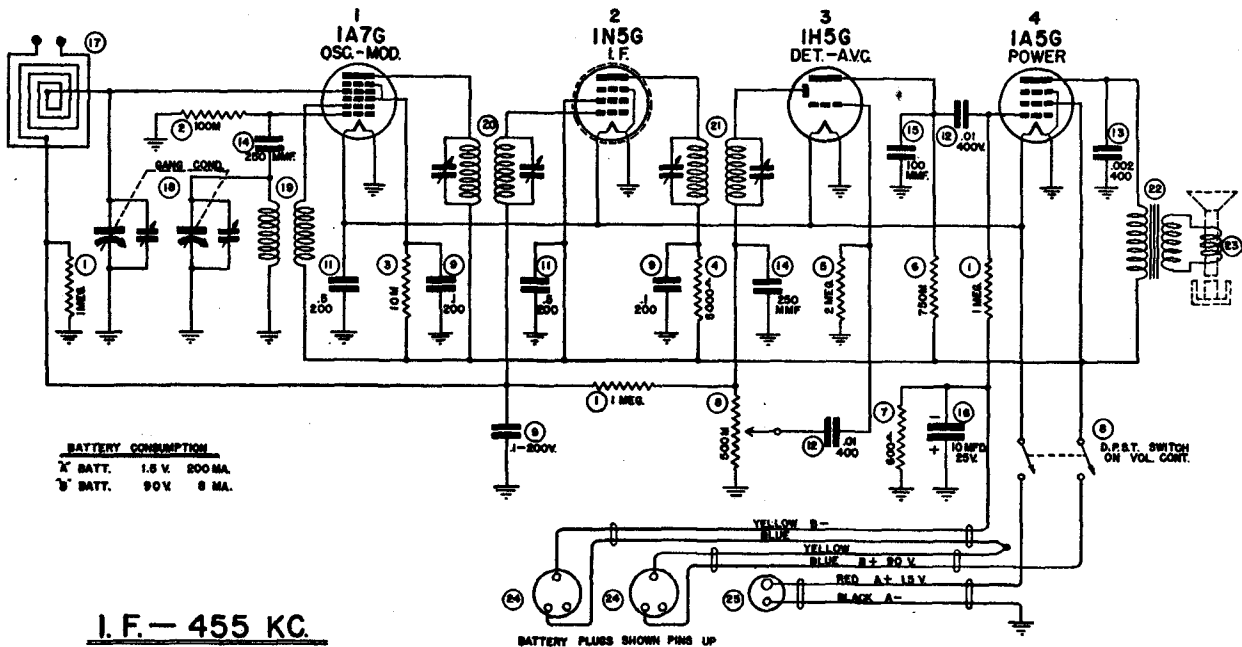 1
1A7G
OSC.-MOD.
2
1N5G
I.F.
3
1H5G
DET.-A.V.C.
4
1A5G
POWER
17
2
100M
14
250
MMF.
GANG COND.
18
19
20
21
15
100
MMF.
12
.01
400V.
13
.002
400
22
23
1
1 MEG.
11
.5
200
3
10M
9
.1
200
11
.5
200
9
.1
200
4
5000
14
250
MMF
5
2 MEG.
6
750M
1
1 MEG.
1
1 MEG.
.1-200V.
8
500M
12
.01
400
7
600
16
-
+
10 MFD.
25V.
8
D.P.S.T. SWITCH
ON VOL. CONT.
BATTERY CONSUMPTION
"A" BATT. 1.5 V. 200 MA.
"B" BATT. 90 V. 8 MA.
YELLOW B-
BLUE
YELLOW
BLUE B+ 90 V.
RED A+ 1.5 V.
BLACK A-
24
24
25
BATTERY PLUGS SHOWN PINS UP
I.F.- 455 KC.